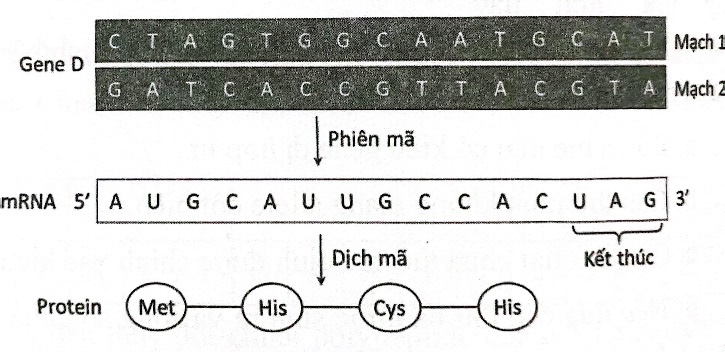 C T A G T G G C A A T G C A T Mạch 1
Gene D
G A T C A C C G T T A C G T A Mạch 2
Phiên mã
mRNA 5' A U G C A U U G C C A C U A G 3'
Dịch mã
Kết thúc
Protein Met His Cys His